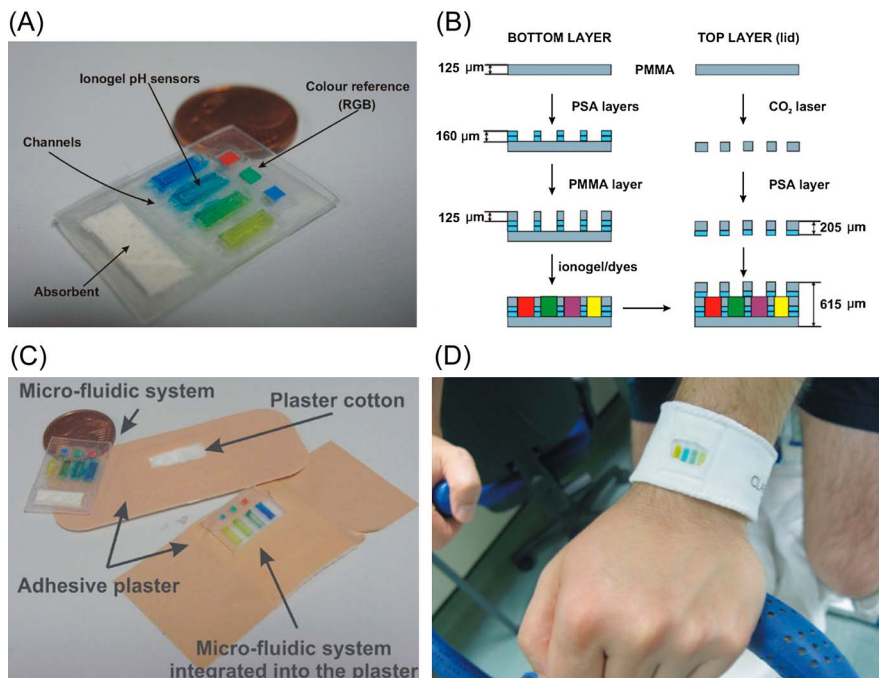 (A)
Ionogel pH sensors
Colour reference
(RGB)
Channels
Absorbent
(B)
BOTTOM LAYER
TOP LAYER (lid)
125 µm
PMMA
PSA layers
CO₂ laser
160 µm
PMMA layer
PSA layer
125 µm
205 µm
ionogel/dyes
615 µm
(C)
Micro-fluidic system
Plaster cotton
Adhesive plaster
Micro-fluidic system
integrated into the plaster
(D)